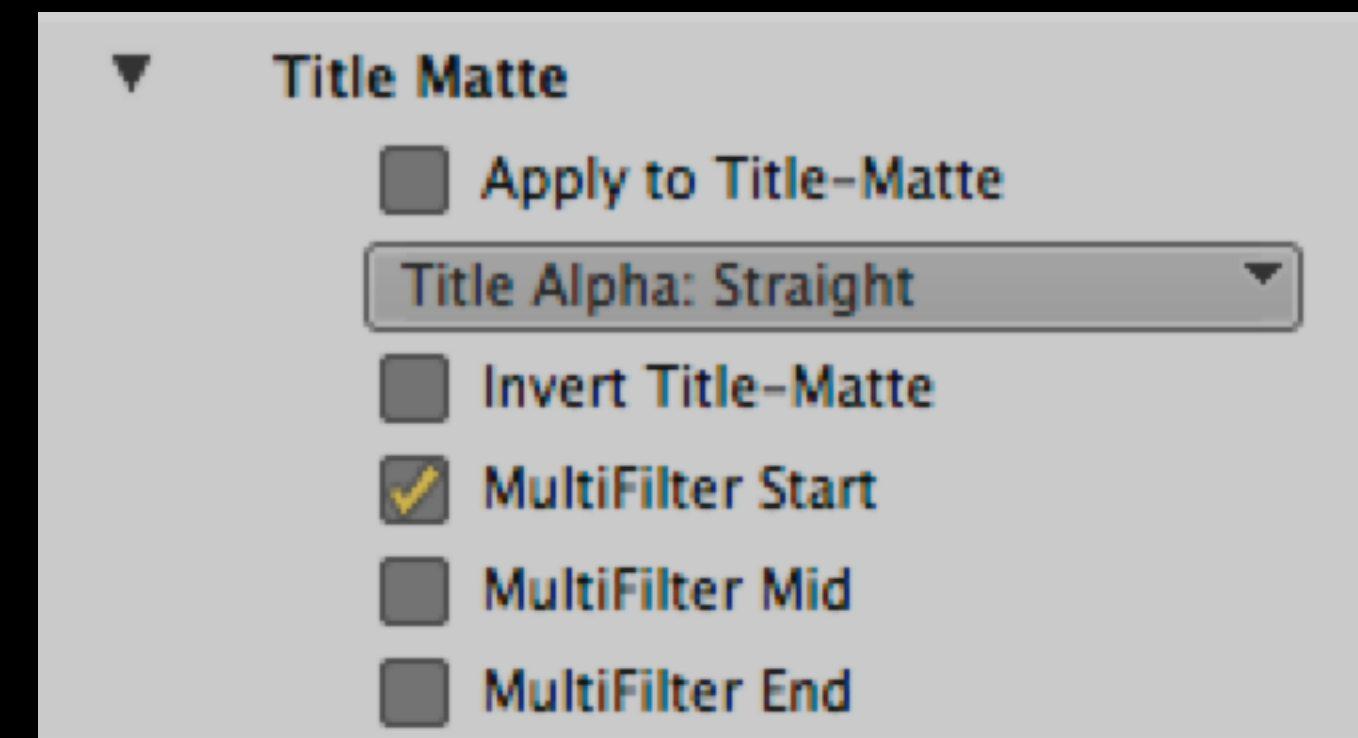 Title Matte
Apply to Title-Matte
Title Alpha: Straight
Invert Title-Matte
MultiFilter Start
MultiFilter Mid
MultiFilter End